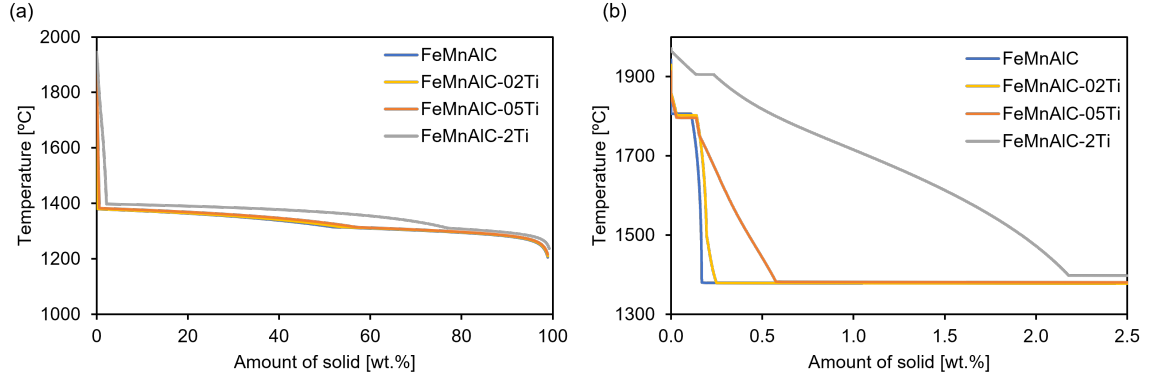 (a)
2000
1800
1600
1400
1200
1000
Temperature [ºC]
0
20
40
60
80
100
Amount of solid [wt.%]
FeMnAlC
FeMnAlC-02Ti
FeMnAlC-05Ti
FeMnAlC-2Ti
(b)
1900
1700
1500
1300
Temperature [ºC]
0.0
0.5
1.0
1.5
2.0
2.5
Amount of solid [wt.%]
FeMnAlC
FeMnAlC-02Ti
FeMnAlC-05Ti
FeMnAlC-2Ti